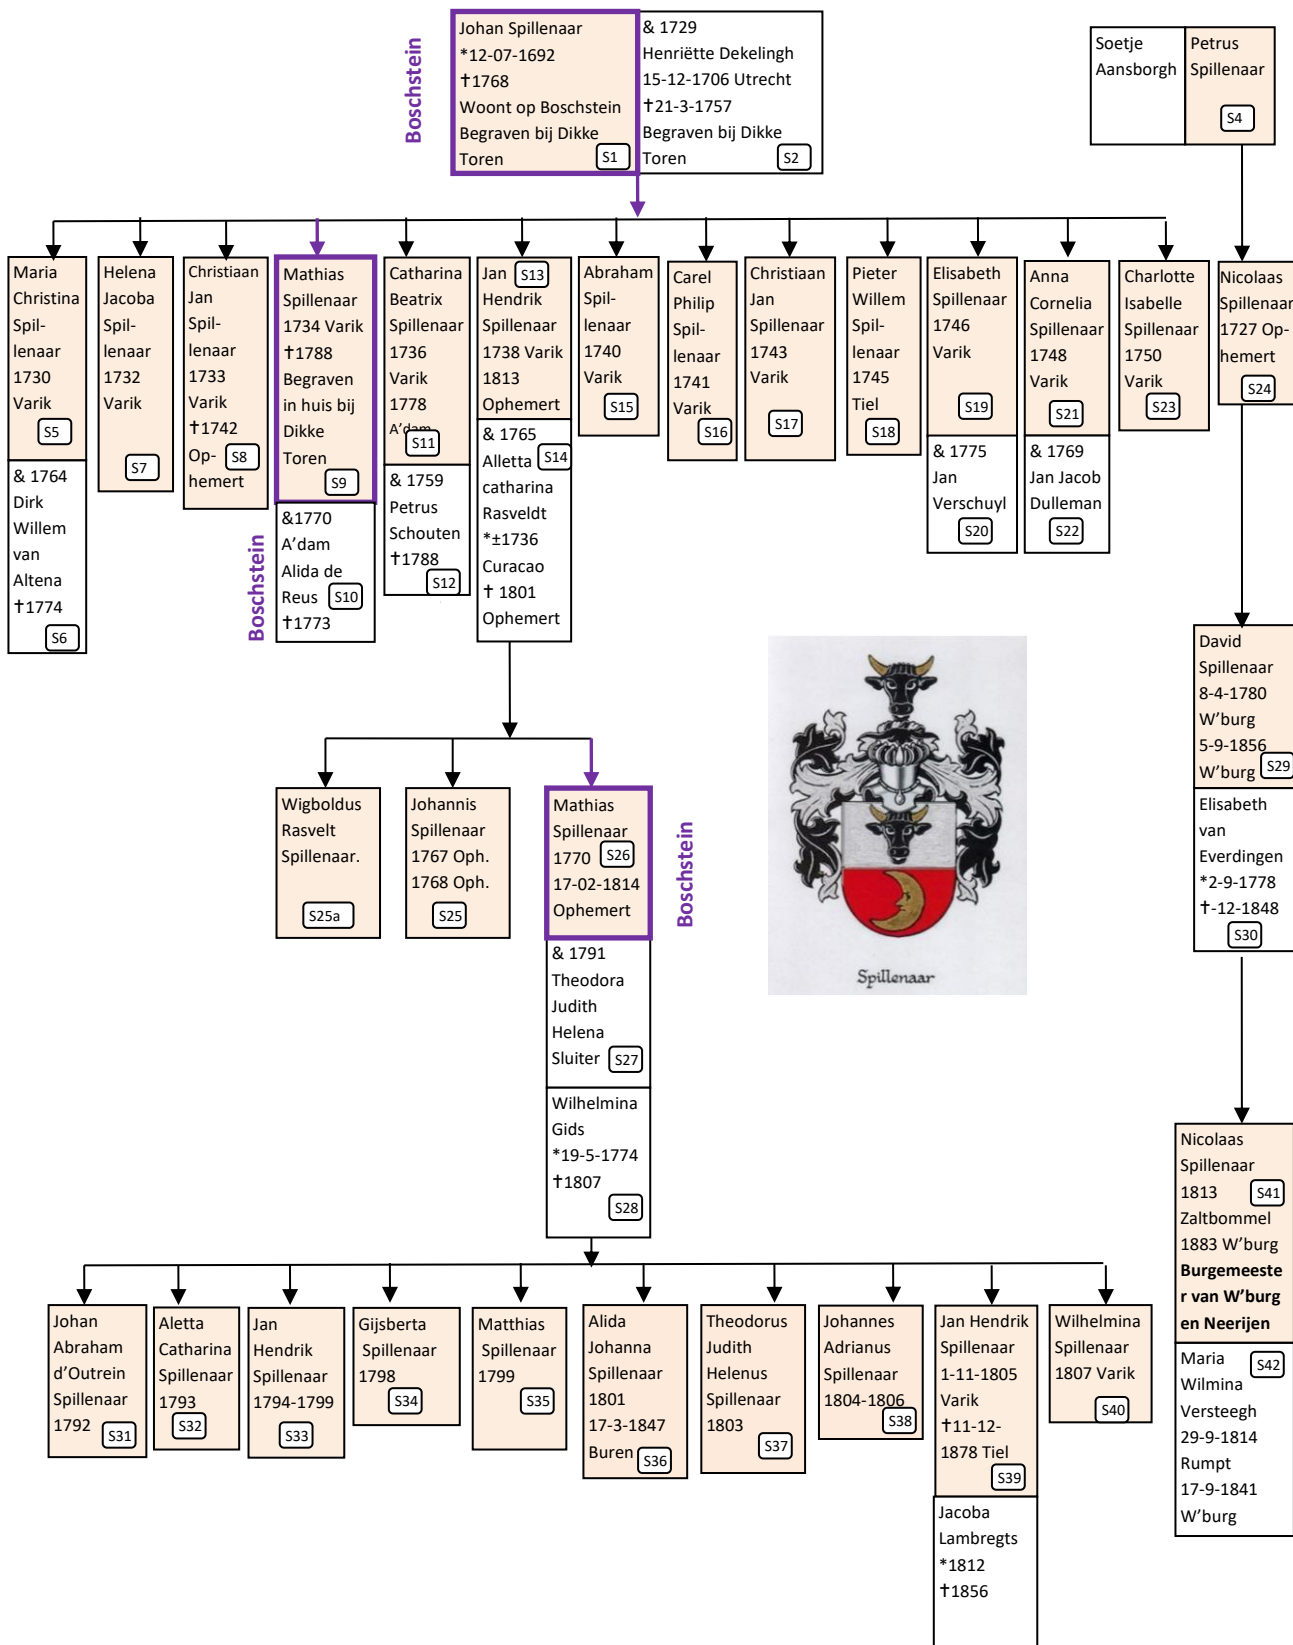 Boschstein
Johan Spillenaar
*12-07-1692
†1768
Woont op Boschstein
Begraven bij Dikke
Toren
S1
& 1729
Henriëtte Dekelingh
15-12-1706 Utrecht
†21-3-1757
Begraven bij Dikke
Toren
S2
Soetje
Aansborgh
Petrus
Spillenaar
S4
Maria
Christina
Spil-
lenaar
1730
Varik
S5
& 1764
Dirk
Willem
van
Altena
†1774
S6
Helena
Jacoba
Spil-
lenaar
1732
Varik
S7
Christiaan
Jan
Spil-
lenaar
1733
Varik
†1742
Op-
hemert
S8
Mathias
Spillenaar
1734 Varik
†1788
Begraven
in huis bij
Dikke
Toren
S9
Boschstein
&1770
A'dam
Alida de
Reus
S10
†1773
Catharina
Beatrix
Spillenaar
1736
Varik
1778
A'dam
S11
& 1759
Petrus
Schouten
†1788
S12
Jan
S13
Hendrik
Spillenaar
1738 Varik
1813
Ophemert
& 1765
Alletta
S14
catharina
Rasveldt
*±1736
Curacao
† 1801
Ophemert
Abraham
Spil-
lenaar
1740
Varik
S15
Carel
Philip
Spil-
lenaar
1741
Varik
S16
Christiaan
Jan
Spillenaar
1743
Varik
S17
Pieter
Willem
Spil-
lenaar
1745
Tiel
S18
Elisabeth
Spillenaar
1746
Varik
S19
& 1775
Jan
Verschuyl
S20
Anna
Cornelia
Spillenaar
1748
Varik
S21
& 1769
Jan Jacob
Dulleman
S22
Charlotte
Isabelle
Spillenaar
1750
Varik
S23
Nicolaas
Spillenaar
1727 Op-
hemert
S24
David
Spillenaar
8-4-1780
W'burg
5-9-1856
W'burg
S29
Elisabeth
van
Everdingen
*2-9-1778
†-12-1848
S30
Wigboldus
Rasvelt
Spillenaar.
S25a
Johannis
Spillenaar
1767 Oph.
1768 Oph.
S25
Mathias
Spillenaar
1770
S26
17-02-1814
Ophemert
Boschstein
& 1791
Theodora
Judith
Helena
Sluiter
S27
Wilhelmina
Gids
*19-5-1774
†1807
S28
Spillenaar
Nicolaas
Spillenaar
1813
S41
Zaltbommel
1883 W'burg
Burgemeeste
r van W'burg
en Neerijen
Maria
S42
Wilmina
Versteegh
29-9-1814
Rumpt
17-9-1841
W'burg
Johan
Abraham
d'Outrein
Spillenaar
1792
S31
Aletta
Catharina
Spillenaar
1793
S32
Jan
Hendrik
Spillenaar
1794-1799
S33
Gijsberta
Spillenaar
1798
S34
Matthias
Spillenaar
1799
S35
Alida
Johanna
Spillenaar
1801
17-3-1847
Buren
S36
Theodorus
Judith
Helenus
Spillenaar
1803
S37
Johannes
Adrianus
Spillenaar
1804-1806
S38
Jan Hendrik
Spillenaar
1-11-1805
Varik
†11-12-
1878 Tiel
S39
Jacoba
Lambregts
*1812
†1856
Wilhelmina
Spillenaar
1807 Varik
S40